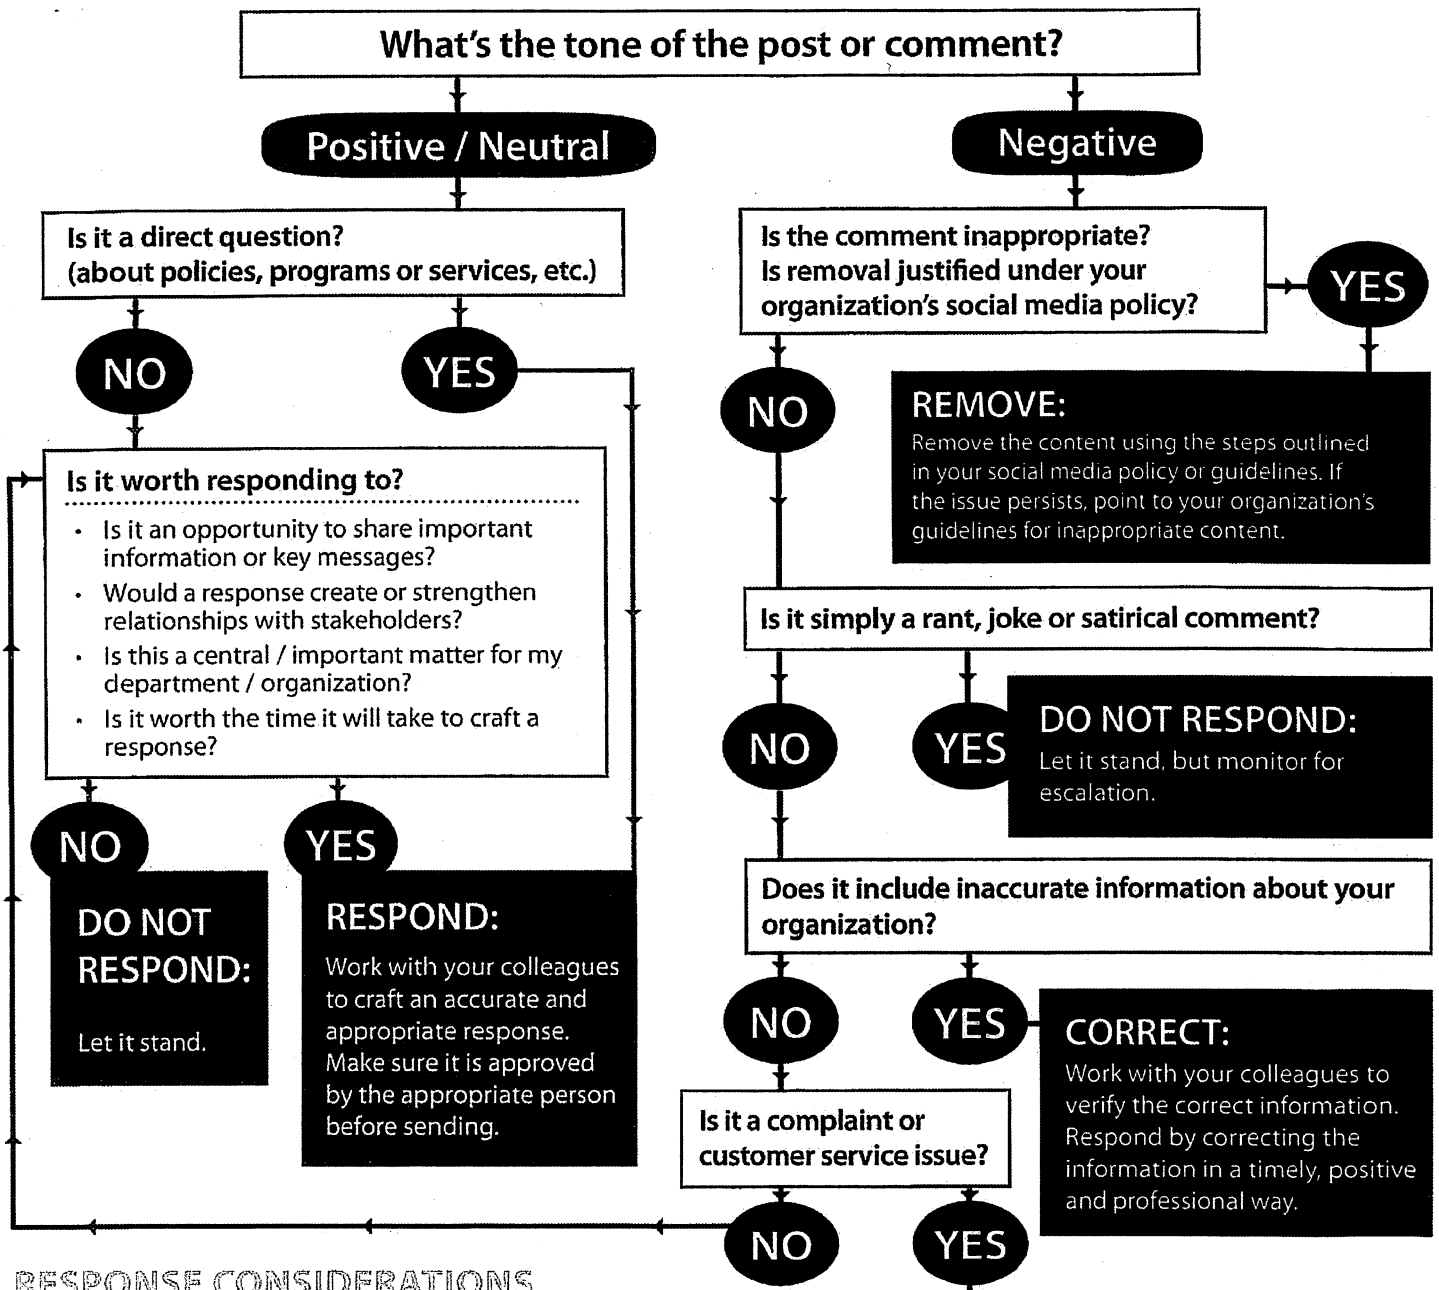 What's the tone of the post or comment?
Positive / Neutral
Negative
Is it a direct question?
(about policies, programs or services, etc.)
NO
YES
Is it worth responding to?
• Is it an opportunity to share important
information or key messages?
• Would a response create or strengthen
relationships with stakeholders?
• Is this a central / important matter for my
department / organization?
• Is it worth the time it will take to craft a
response?
NO
YES
DO NOT
RESPOND:
Let it stand.
RESPOND:
Work with your colleagues
to craft an accurate and
appropriate response.
Make sure it is approved
by the appropriate person
before sending.
Is the comment inappropriate?
Is removal justified under your
organization's social media policy?
YES
NO
REMOVE:
Remove the content using the steps outlined
in your social media policy or guidelines. If
the issue persists, point to your organization's
guidelines for inappropriate content.
Is it simply a rant, joke or satirical comment?
NO
YES
DO NOT RESPOND:
Let it stand, but monitor for
escalation.
Does it include inaccurate information about your
organization?
NO
YES
CORRECT:
Work with your colleagues to
verify the correct information.
Respond by correcting the
information in a timely, positive
and professional way.
Is it a complaint or
customer service issue?
NO
YES
RESPONSE CONSIDERATIONS